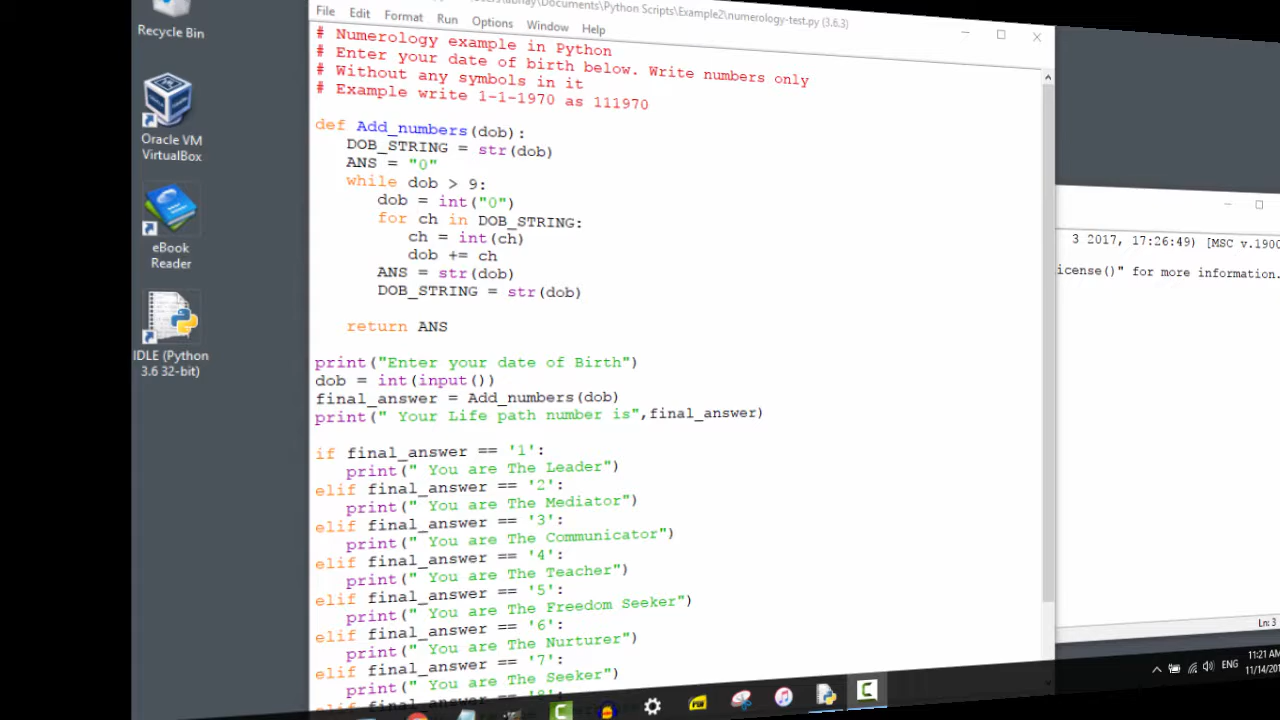 Recycle Bin
Oracle VM
VirtualBox
eBook
Reader
IDLE (Python
3.6 32-bit)
\Documents\Python Scripts\Example2\numerology-test.py (3.6.3)
File Edit Format Run Options Window Help
# Numerology example in Python
# Enter your date of birth below. Write numbers only
# Without any symbols in it
# Example write 1-1-1970 as 111970
def Add_numbers(dob):
DOB_STRING = str(dob)
ANS = "0"
while dob > 9:
dob = int("0")
for ch in DOB_STRING:
ch = int(ch)
dob += ch
ANS = str(dob)
DOB_STRING = str(dob)
return ANS
print("Enter your date of Birth")
dob = int(input())
final_answer = Add_numbers(dob)
print(" Your Life path number is",final_answer)
if final_answer == '1':
print(" You are The Leader")
elif final_answer == '2':
print(" You are The Mediator")
elif final_answer == '3':
print(" You are The Communicator")
elif final_answer == '4':
print(" You are The Teacher")
elif final_answer == '5':
print(" You are The Freedom Seeker")
elif final_answer == '6':
print(" You are The Nurturer")
elif final_answer == '7':
print(" You are The Seeker")
3 2017, 17:26:49) [MSC v.1900
icense()" for more information.
Ln: 3
ENG
11:21 AM
11/14/20